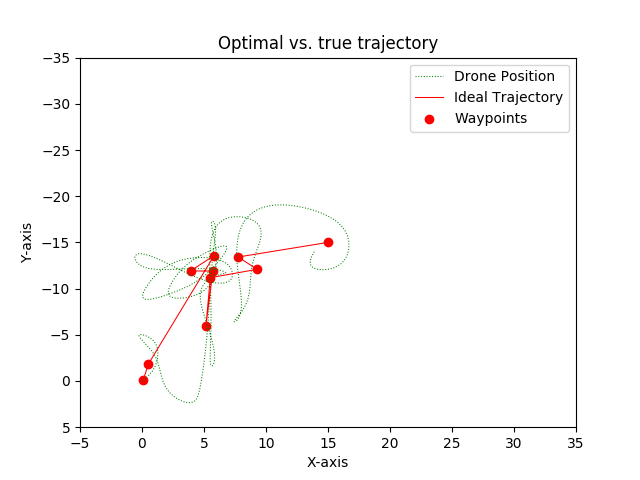 Optimal vs. true trajectory
Drone Position
Ideal Trajectory
Waypoints
Y-axis
−35
−30
−25
−20
−15
−10
−5
0
5
−5 0 5 10 15 20 25 30 35
X-axis